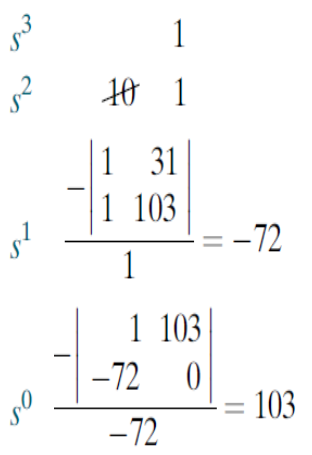 s³ 1
s² 10 1
s¹ -|1 31|
|1 103|
1 = -72
s⁰ -|1 103|
|-72 0|
-72 = 103